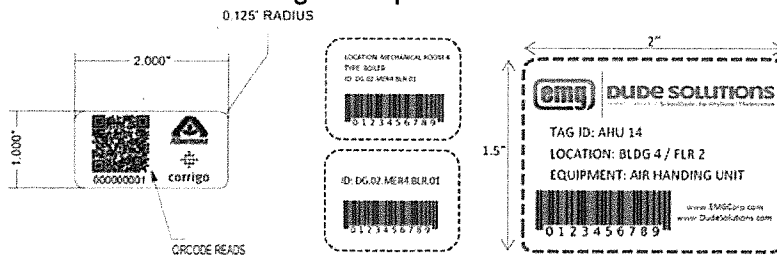 0.125" RADIUS
2.000"
1.000"
000000001
corrigo
QRCODE READS
LOCATION: MECHANICAL ROOM 4
TYPE: BOILER
ID: DG.02.MER4.BLR.01
0123456789
ID: DG.02.MER4.BLR.01
0123456789
2"
1.5"
emg DUDE SOLUTIONS
TAG ID: AHU 14
LOCATION: BLDG 4 / FLR 2
EQUIPMENT: AIR HANDING UNIT
www.EMGCorp.com
www.DudeSolutions.com
0123456789